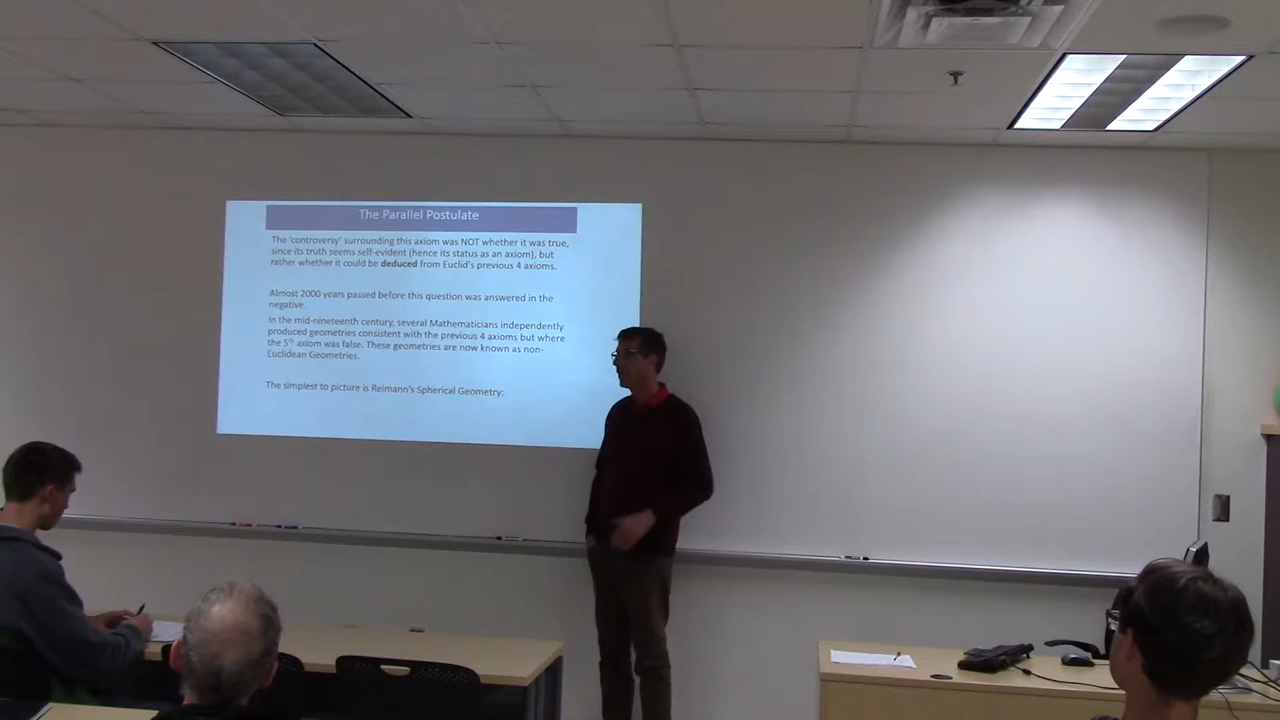 The Parallel Postulate
The 'controversy' surrounding this axiom was NOT whether it was true,
since its truth seems self-evident (hence its status as an axiom), but
rather whether it could be deduced from Euclid's previous 4 axioms.
Almost 2000 years passed before this question was answered in the
negative.
In the mid-nineteenth century, several Mathematicians independently
produced geometries consistent with the previous 4 axioms but where
the 5th axiom was false. These geometries are now known as non-
Euclidean Geometries.
The simplest to picture is Reimann's Spherical Geometry: